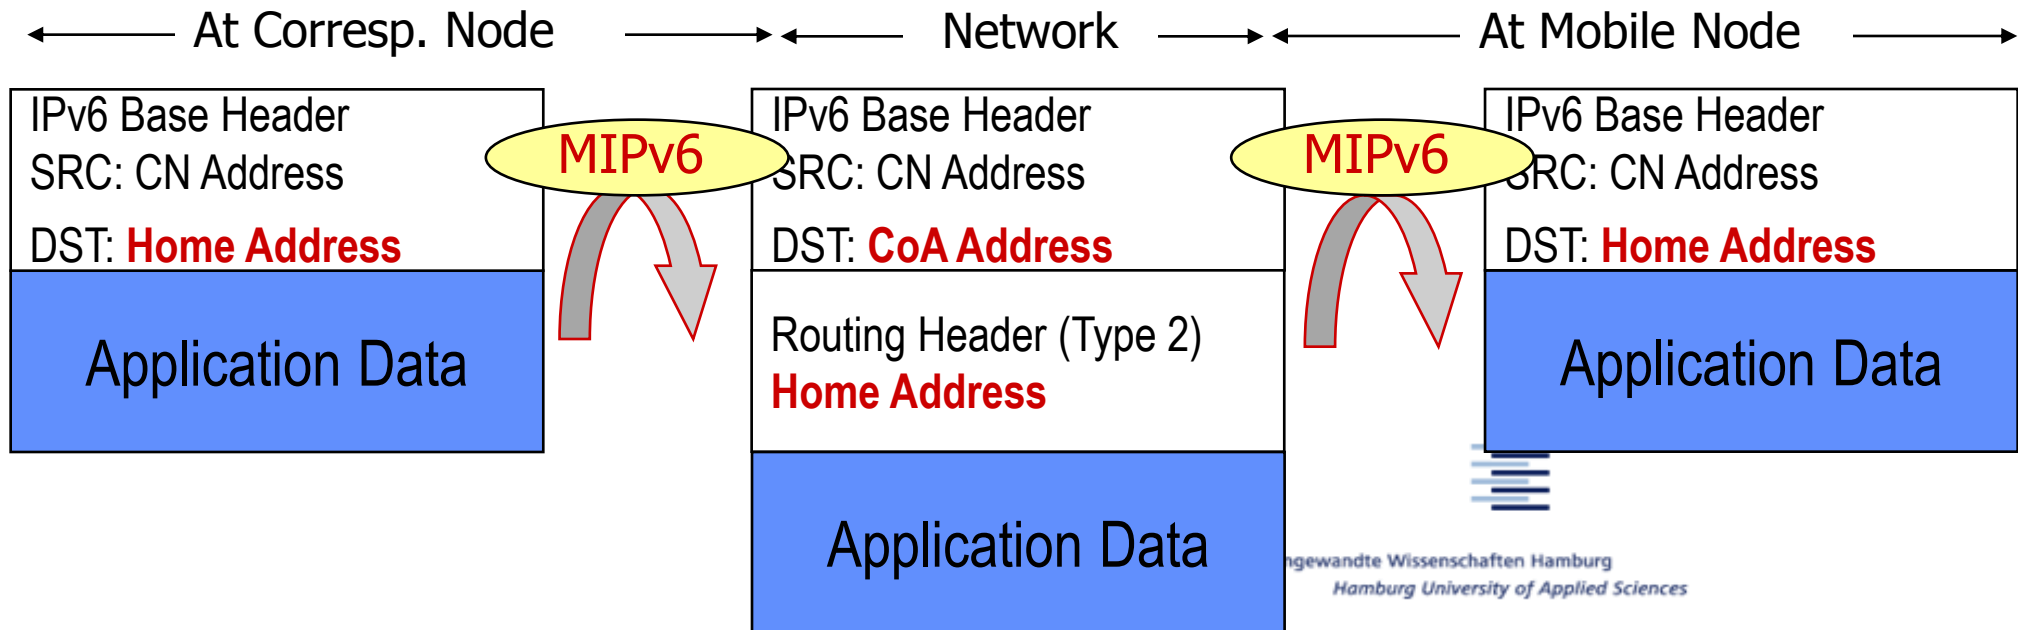 At Corresp. Node
Network
At Mobile Node
IPv6 Base Header
SRC: CN Address
DST: Home Address
Application Data
MIPv6
IPv6 Base Header
SRC: CN Address
DST: CoA Address
Routing Header (Type 2)
Home Address
Application Data
MIPv6
IPv6 Base Header
SRC: CN Address
DST: Home Address
Application Data
Wissenschaften Hamburg
Hamburg University of Applied Sciences